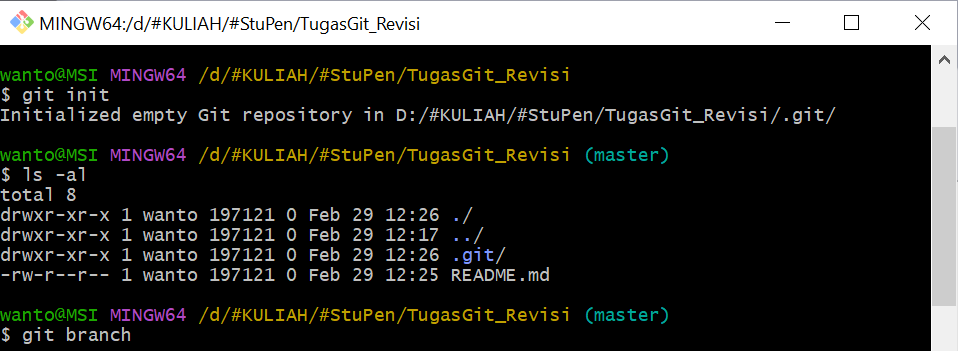 MINGW64:/d/#KULIAH/#StuPen/TugasGit_Revisi
wanto@MSI MINGW64 /d/#KULIAH/#StuPen/TugasGit_Revisi
$ git init
Initialized empty Git repository in D:/#KULIAH/#StuPen/TugasGit_Revisi/.git/
wanto@MSI MINGW64 /d/#KULIAH/#StuPen/TugasGit_Revisi (master)
$ ls -al
total 8
drwxr-xr-x 1 wanto 197121 0 Feb 29 12:26 ./
drwxr-xr-x 1 wanto 197121 0 Feb 29 12:17 ../
drwxr-xr-x 1 wanto 197121 0 Feb 29 12:26 .git/
-rw-r--r-- 1 wanto 197121 0 Feb 29 12:25 README.md
wanto@MSI MINGW64 /d/#KULIAH/#StuPen/TugasGit_Revisi (master)
$ git branch